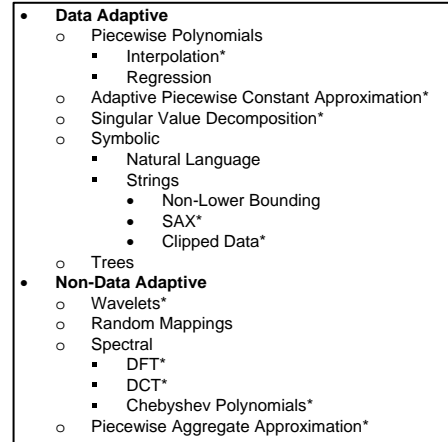 • Data Adaptive
o Piecewise Polynomials
▪ Interpolation*
▪ Regression
o Adaptive Piecewise Constant Approximation*
o Singular Value Decomposition*
o Symbolic
▪ Natural Language
▪ Strings
• Non-Lower Bounding
• SAX*
• Clipped Data*
o Trees
• Non-Data Adaptive
o Wavelets*
o Random Mappings
o Spectral
▪ DFT*
▪ DCT*
▪ Chebyshev Polynomials*
o Piecewise Aggregate Approximation*